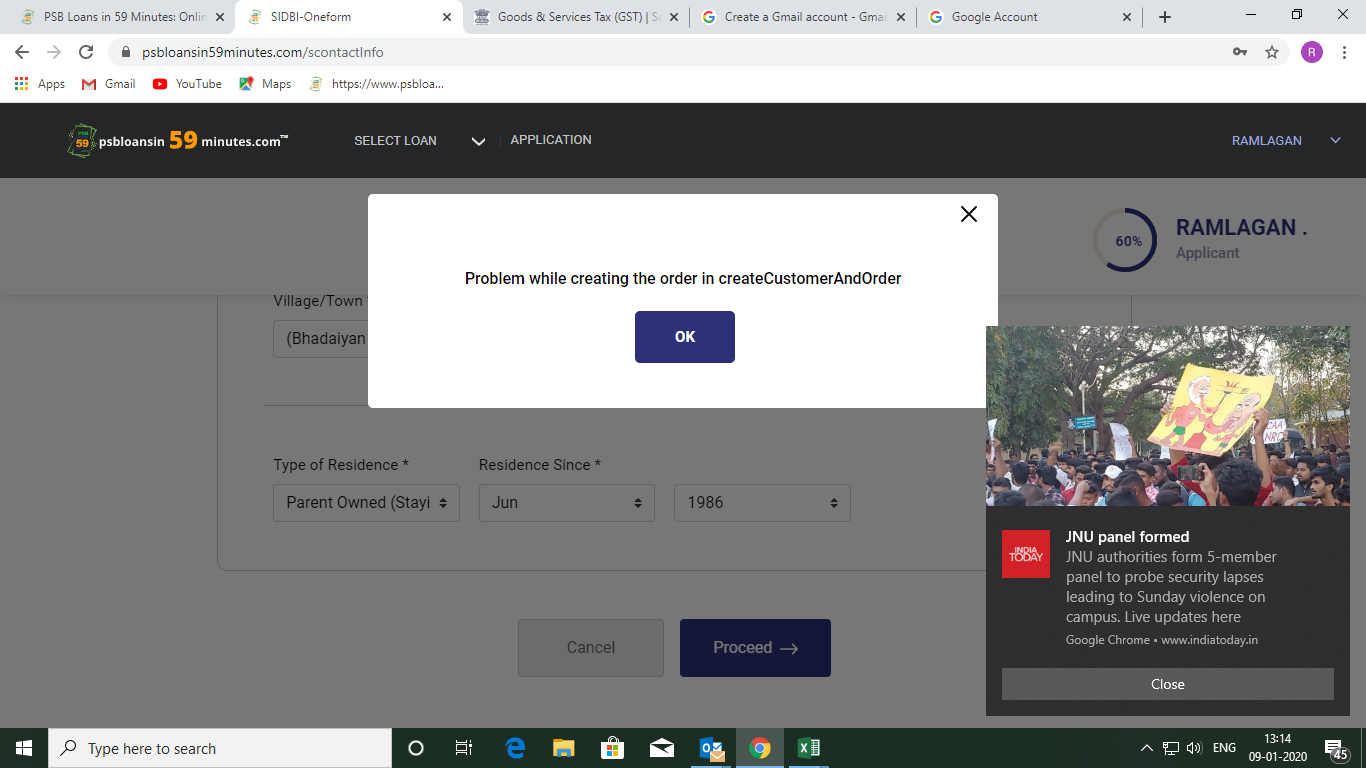 PSB Loans in 59 Minutes: Onlin
SIDBI-Oneform
Goods & Services Tax (GST) | Se
Create a Gmail account - Gmai
Google Account
psbloansin59minutes.com/scontactInfo
R
Apps
Gmail
YouTube
Maps
https://www.psbloa...
PSB
59
psbloansin 59 minutes.com™
SELECT LOAN
APPLICATION
RAMLAGAN
60%
RAMLAGAN .
Applicant
Problem while creating the order in createCustomerAndOrder
OK
Village/Town
(Bhadaiyan
Type of Residence *
Residence Since *
Parent Owned (Stayi
Jun
1986
Cancel
Proceed
CAA
NRC
INDIA
TODAY
JNU panel formed
JNU authorities form 5-member
panel to probe security lapses
leading to Sunday violence on
campus. Live updates here
Google Chrome • www.indiatoday.in
Close
Type here to search
ENG
13:14
09-01-2020
45